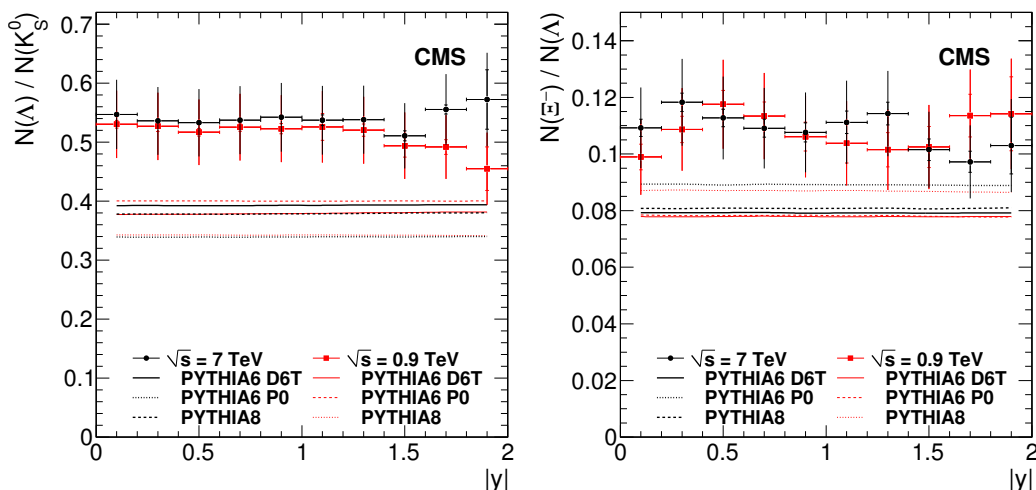 N(Λ) / N(K⁰_S)
0.7
0.6
0.5
0.4
0.3
0.2
0.1
0
CMS
√s = 7 TeV
√s = 0.9 TeV
PYTHIA6 D6T
PYTHIA6 D6T
PYTHIA6 P0
PYTHIA6 P0
PYTHIA8
PYTHIA8
0
0.5
1
1.5
2
|y|
N(Ξ⁻) / N(Λ)
0.14
0.12
0.1
0.08
0.06
0.04
0.02
0
CMS
√s = 7 TeV
√s = 0.9 TeV
PYTHIA6 D6T
PYTHIA6 D6T
PYTHIA6 P0
PYTHIA6 P0
PYTHIA8
PYTHIA8
0
0.5
1
1.5
2
|y|